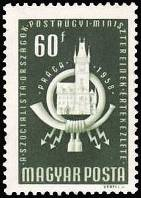 A SZOCIALISTA ORSZÁGOK POSTAÜGYI MINISZTEREINEK ÉRTEKEZLETE
60f
PRÁGA 1958
MAGYAR POSTA